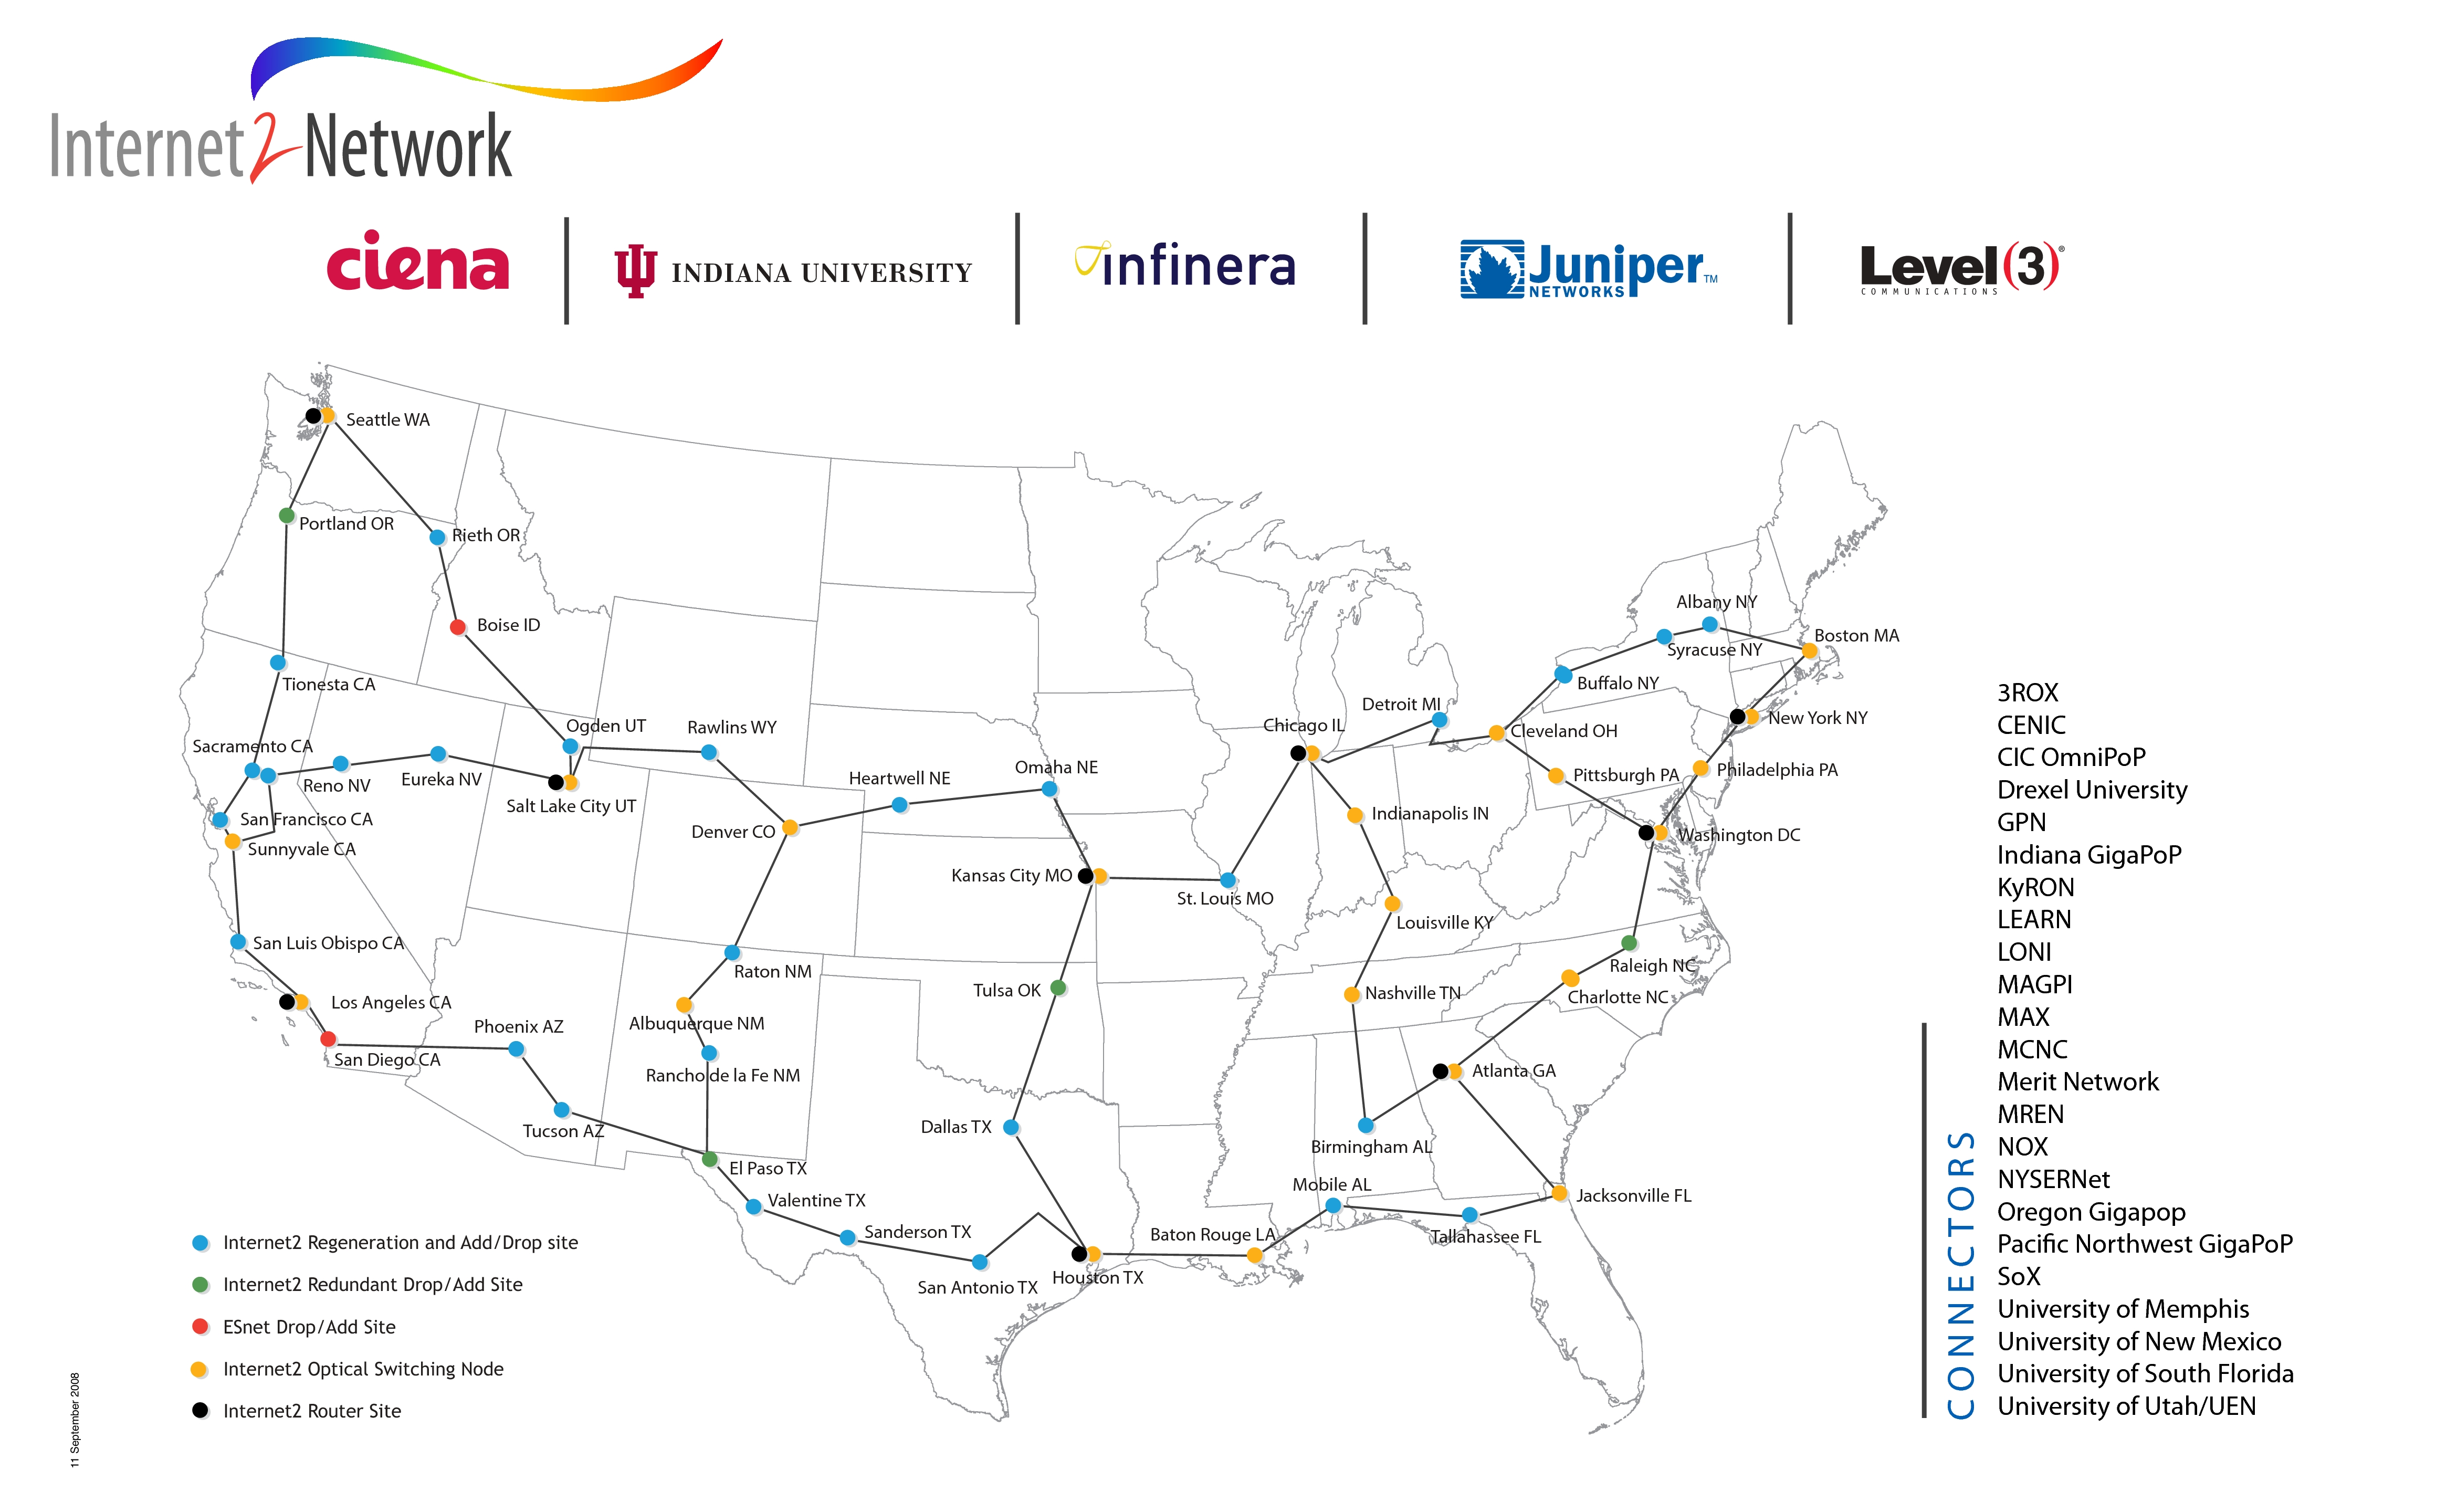 Internet2 Network
ciena
INDIANA UNIVERSITY
infinera
Juniper
NETWORKS
TM
Level(3)®
COMMUNICATIONS
Seattle WA
Portland OR
Rieth OR
Boise ID
Tionesta CA
Ogden UT
Rawlins WY
Sacramento CA
Reno NV
Eureka NV
Salt Lake City UT
San Francisco CA
Sunnyvale CA
Denver CO
Heartwell NE
Omaha NE
Kansas City MO
St. Louis MO
Chicago IL
Detroit MI
Cleveland OH
Buffalo NY
Syracuse NY
Albany NY
Boston MA
New York NY
Philadelphia PA
Pittsburgh PA
Washington DC
Indianapolis IN
Louisville KY
Nashville TN
Raleigh NC
Charlotte NC
Atlanta GA
Birmingham AL
Jacksonville FL
Tallahassee FL
Mobile AL
Baton Rouge LA
Houston TX
San Antonio TX
Sanderson TX
Valentine TX
El Paso TX
Dallas TX
Tulsa OK
Raton NM
Albuquerque NM
Rancho de la Fe NM
San Luis Obispo CA
Los Angeles CA
San Diego CA
Phoenix AZ
Tucson AZ
Internet2 Regeneration and Add/Drop site
Internet2 Redundant Drop/Add Site
ESnet Drop/Add Site
Internet2 Optical Switching Node
Internet2 Router Site
11 September 2008
CONNECTORS
3ROX
CENIC
CIC OmniPoP
Drexel University
GPN
Indiana GigaPoP
KyRON
LEARN
LONI
MAGPI
MAX
MCNC
Merit Network
MREN
NOX
NYSERNet
Oregon Gigapop
Pacific Northwest GigaPoP
SoX
University of Memphis
University of New Mexico
University of South Florida
University of Utah/UEN